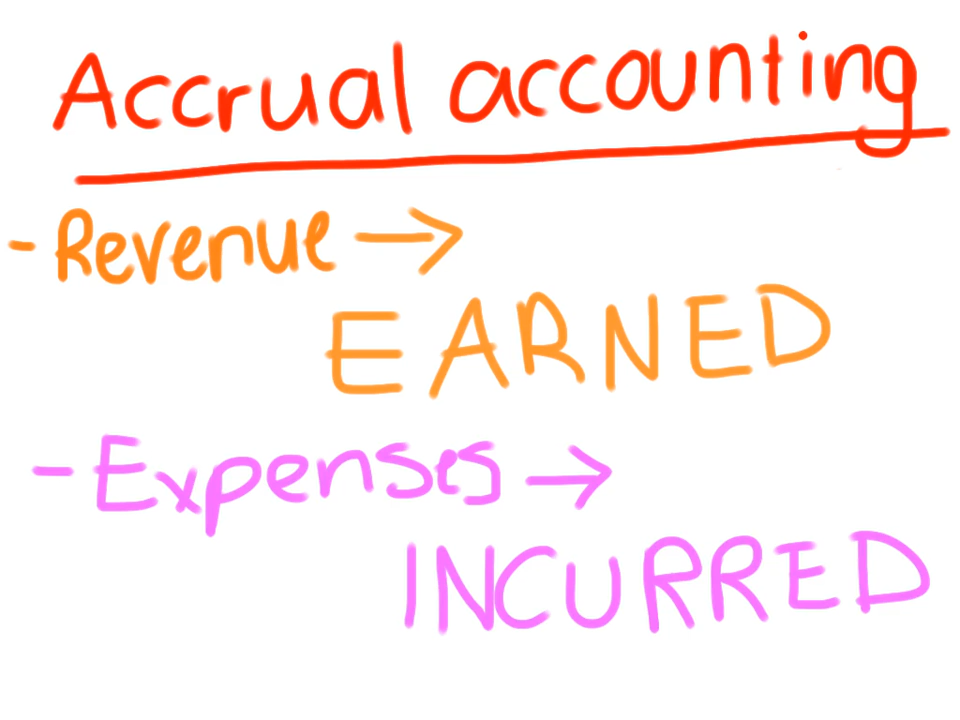 Accrual accounting
- Revenue →
EARNED
- Expenses →
INCURRED